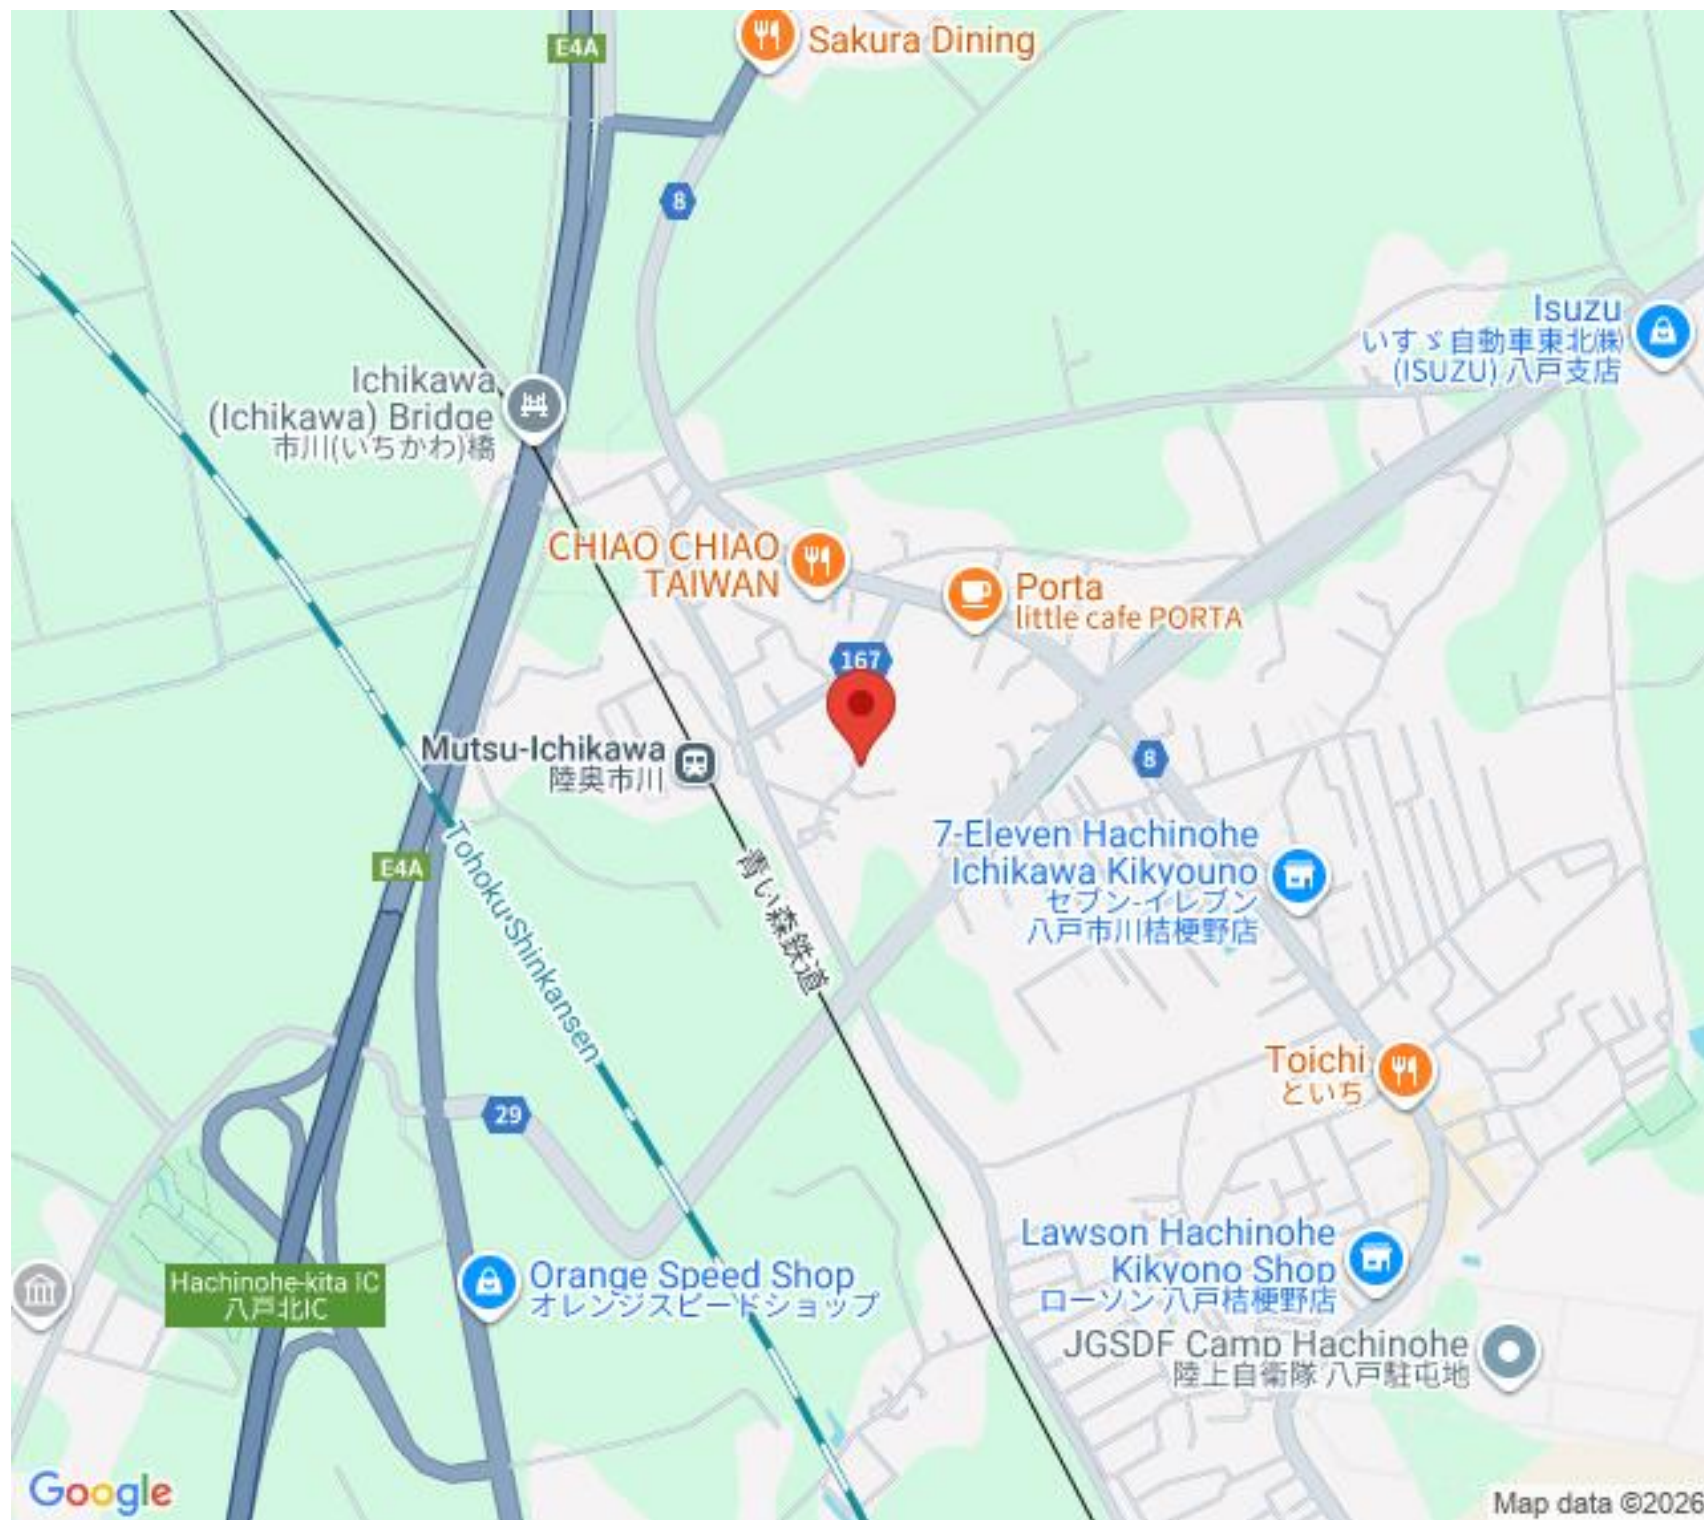 E4A
Sakura Dining
8
Isuzu
いすゞ自動車東北㈱
(ISUZU) 八戸支店
Ichikawa
(Ichikawa) Bridge
市川(いちかわ)橋
CHIAO CHIAO
TAIWAN
Porta
little cafe PORTA
167
Mutsu-Ichikawa
陸奥市川
8
7-Eleven Hachinohe
Ichikawa Kikyouno
セブン-イレブン
八戸市川桔梗野店
E4A
Tohoku Shinkansen
青い森鉄道
Toichi
といち
29
Lawson Hachinohe
Kikyono Shop
ローソン 八戸桔梗野店
Hachinohe-kita IC
八戸北IC
Orange Speed Shop
オレンジスピードショップ
JGSDF Camp Hachinohe
陸上自衛隊 八戸駐屯地
Google
Map data ©2026